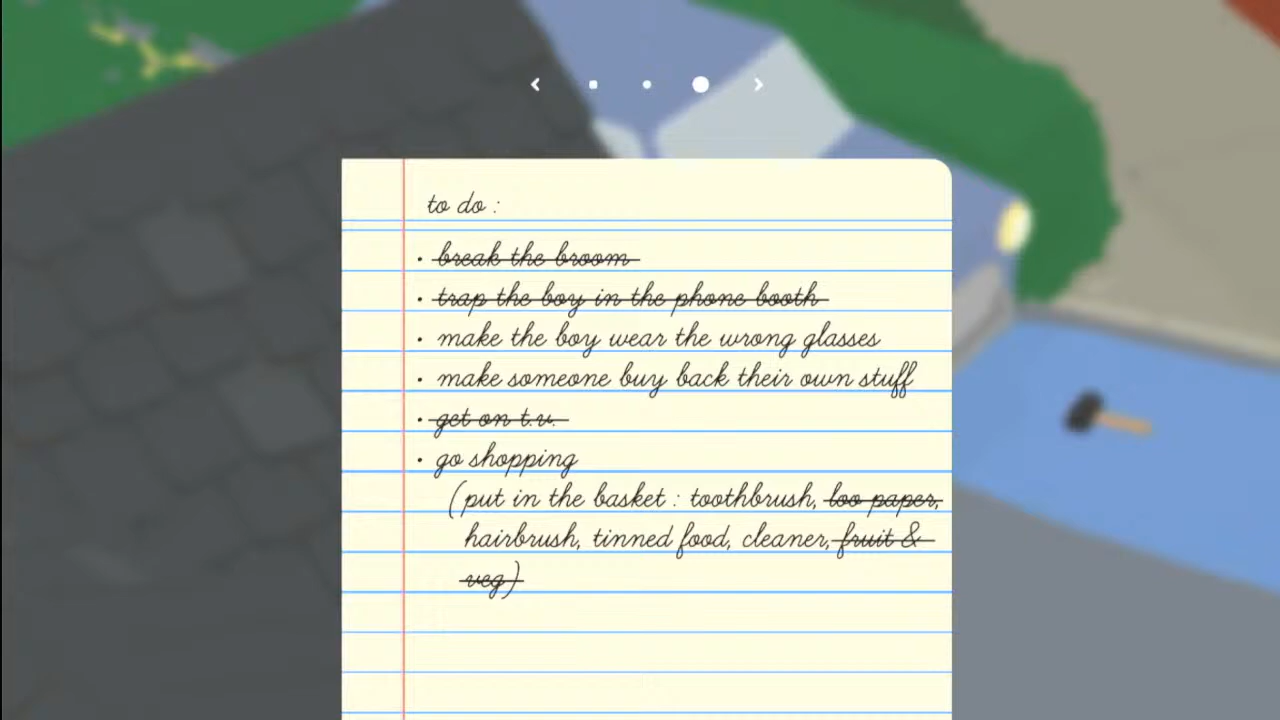 to do :
• break the broom
• trap the boy in the phone booth
• make the boy wear the wrong glasses
• make someone buy back their own stuff
• get on t.v.
• go shopping
(put in the basket : toothbrush, loo paper,
hairbrush, tinned food, cleaner, fruit &
veg)